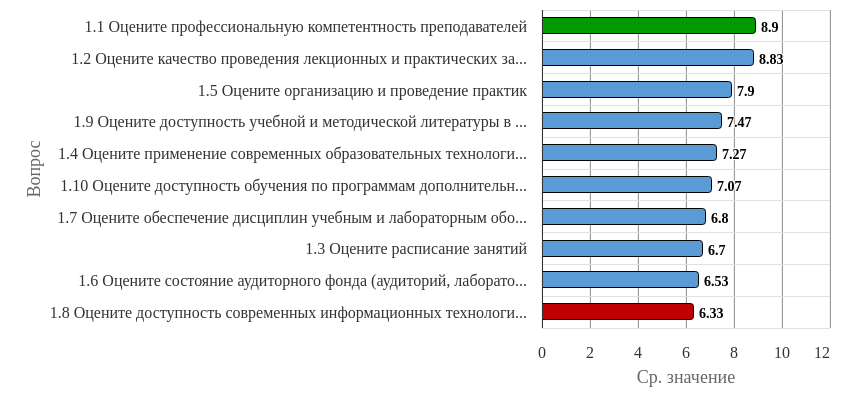 1.1 Оцените профессиональную компетентность преподавателей 8.9
1.2 Оцените качество проведения лекционных и практических за... 8.83
1.5 Оцените организацию и проведение практик 7.9
1.9 Оцените доступность учебной и методической литературы в ... 7.47
1.4 Оцените применение современных образовательных технологи... 7.27
1.10 Оцените доступность обучения по программам дополнительн... 7.07
1.7 Оцените обеспечение дисциплин учебным и лабораторным обо... 6.8
1.3 Оцените расписание занятий 6.7
1.6 Оцените состояние аудиторного фонда (аудиторий, лаборато... 6.53
1.8 Оцените доступность современных информационных технологи... 6.33
Вопрос
0 2 4 6 8 10 12
Ср. значение